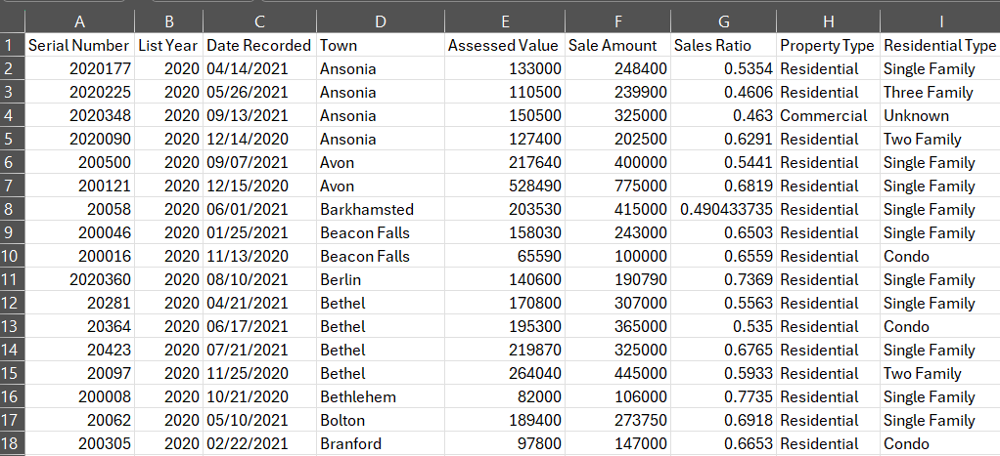 A B C D E F G H I
1 Serial Number List Year Date Recorded Town Assessed Value Sale Amount Sales Ratio Property Type Residential Type
2 2020177 2020 04/14/2021 Ansonia 133000 248400 0.5354 Residential Single Family
3 2020225 2020 05/26/2021 Ansonia 110500 239900 0.4606 Residential Three Family
4 2020348 2020 09/13/2021 Ansonia 150500 325000 0.463 Commercial Unknown
5 2020090 2020 12/14/2020 Ansonia 127400 202500 0.6291 Residential Two Family
6 200500 2020 09/07/2021 Avon 217640 400000 0.5441 Residential Single Family
7 200121 2020 12/15/2020 Avon 528490 775000 0.6819 Residential Single Family
8 20058 2020 06/01/2021 Barkhamsted 203530 415000 0.490433735 Residential Single Family
9 200046 2020 01/25/2021 Beacon Falls 158030 243000 0.6503 Residential Single Family
10 200016 2020 11/13/2020 Beacon Falls 65590 100000 0.6559 Residential Condo
11 2020360 2020 08/10/2021 Berlin 140600 190790 0.7369 Residential Single Family
12 20281 2020 04/21/2021 Bethel 170800 307000 0.5563 Residential Single Family
13 20364 2020 06/17/2021 Bethel 195300 365000 0.535 Residential Condo
14 20423 2020 07/21/2021 Bethel 219870 325000 0.6765 Residential Single Family
15 20097 2020 11/25/2020 Bethel 264040 445000 0.5933 Residential Two Family
16 200008 2020 10/21/2020 Bethlehem 82000 106000 0.7735 Residential Single Family
17 20062 2020 05/10/2021 Bolton 189400 273750 0.6918 Residential Single Family
18 200305 2020 02/22/2021 Branford 97800 147000 0.6653 Residential Condo